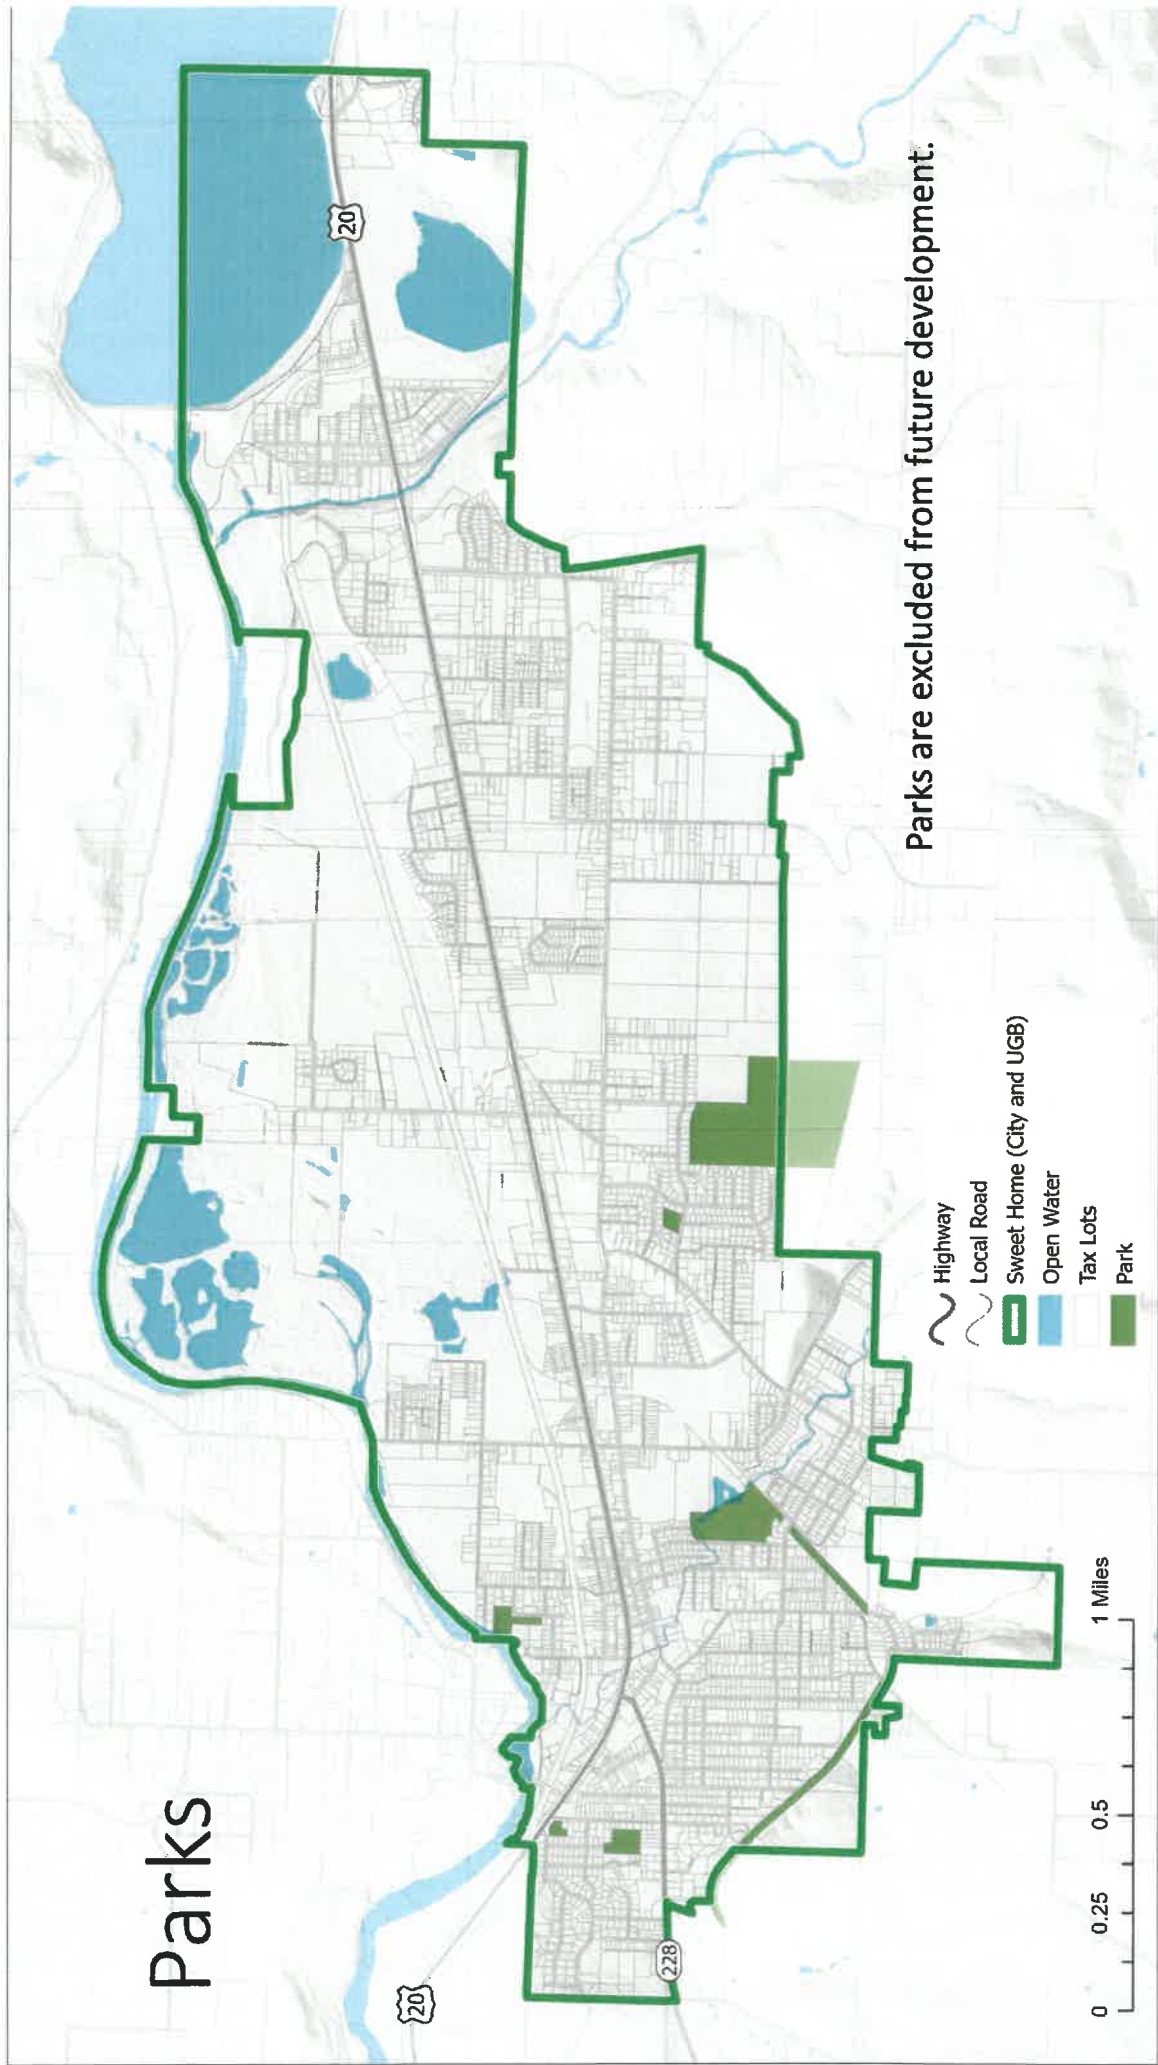 Parks
20
20
228
Parks are excluded from future development.
Highway
Local Road
Sweet Home (City and UGB)
Open Water
Tax Lots
Park
0 0.25 0.5 1 Miles